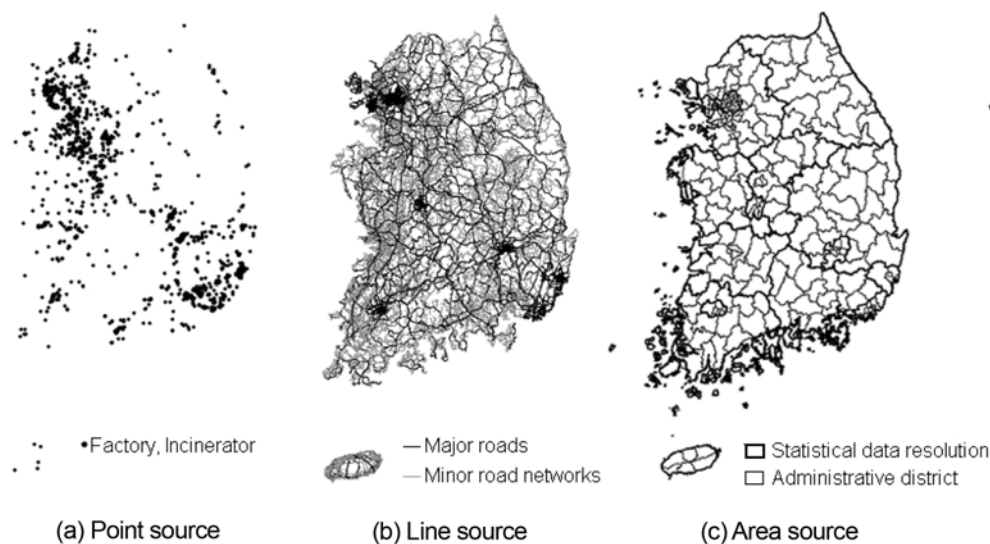 Factory, Incinerator
Major roads
Minor road networks
Statistical data resolution
Administrative district
(a) Point source
(b) Line source
(c) Area source